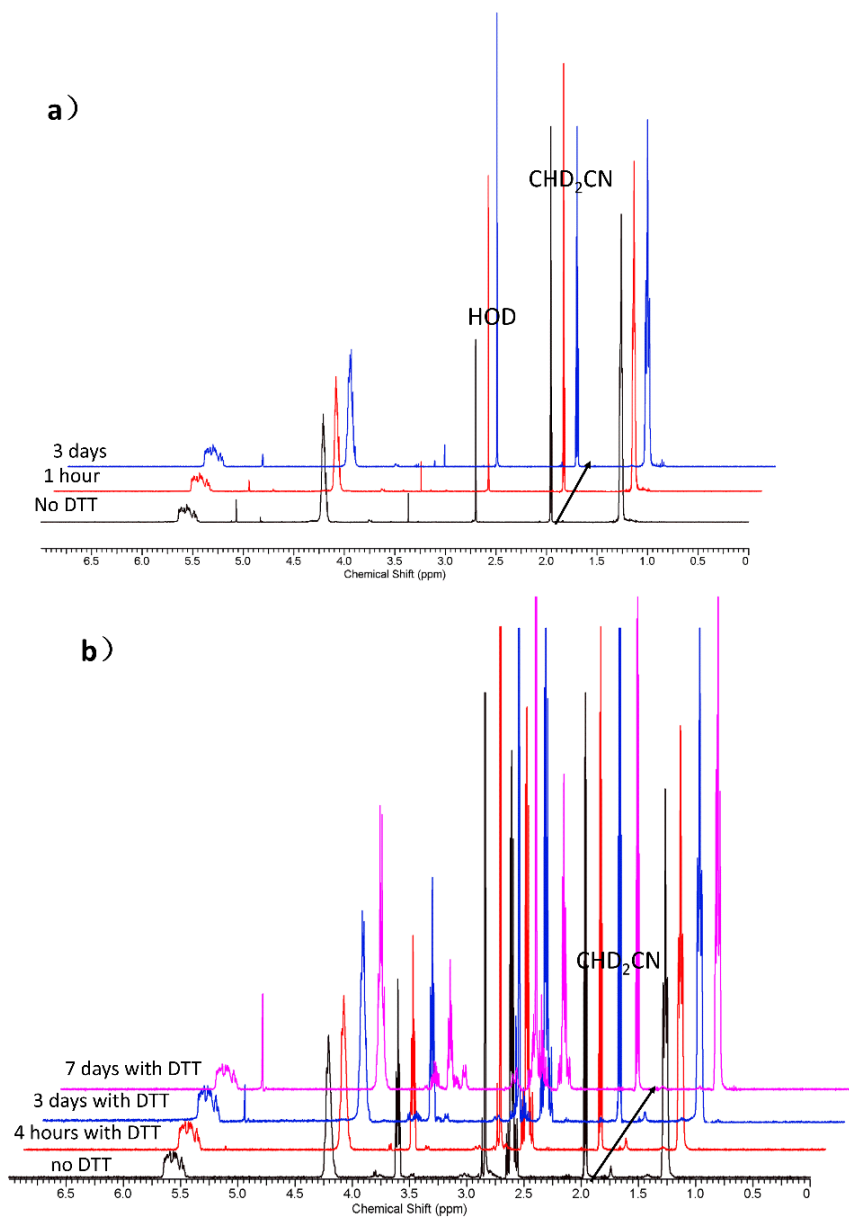 a）
CHD₂CN
HOD
3 days
1 hour
No DTT
6.5 6.0 5.5 5.0 4.5 4.0 3.5 3.0 2.5 2.0 1.5 1.0 0.5 0
Chemical Shift (ppm)
b）
CHD₂CN
7 days with DTT
3 days with DTT
4 hours with DTT
no DTT
6.5 6.0 5.5 5.0 4.5 4.0 3.5 3.0 2.5 2.0 1.5 1.0 0.5 0
Chemical Shift (ppm)